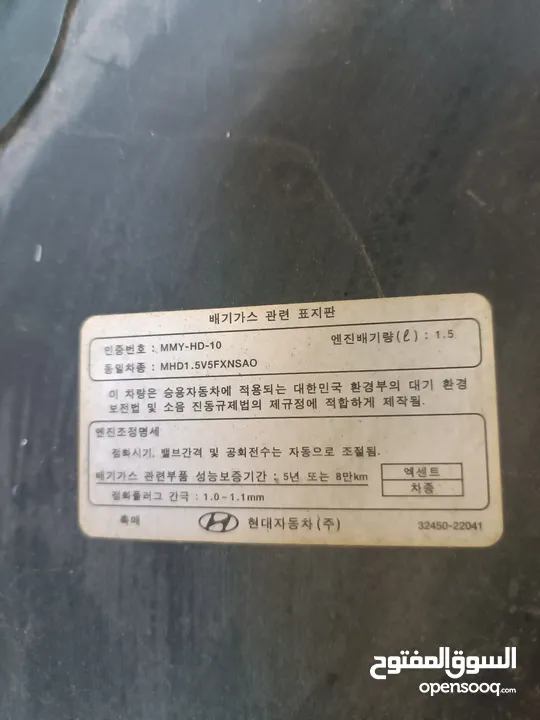 배기가스 관련 표지판
인증번호 : MMY-HD-10 엔진배기량(ℓ) : 1.5
동일차종 : MHD1.5V5FXNSAO
이 차량은 승용자동차에 적용되는 대한민국 환경부의 대기 환경
보전법 및 소음 진동규제법의 제규정에 적합하게 제작됨.
엔진조정명세
점화시기, 밸브간격 및 공회전수는 자동으로 조절됨.
배기가스 관련부품 성능보증기간 : 5년 또는 8만km 엑센트
점화플러그 간극 : 1.0-1.1mm 차종
촉매 현대자동차(주) 32450-22041
السوق المفتوح
opensooq.com